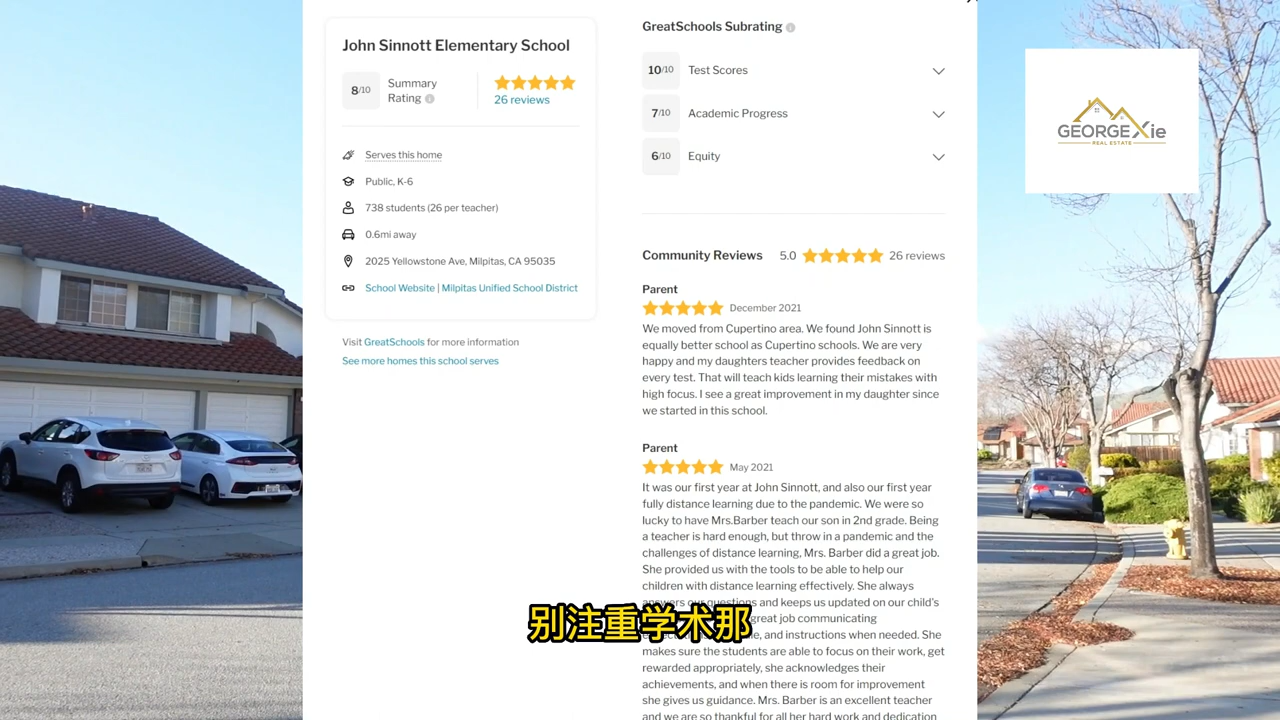 John Sinnott Elementary School
8/10
Summary
Rating
26 reviews
Serves this home
Public, K-6
738 students (26 per teacher)
0.6mi away
2025 Yellowstone Ave, Milpitas, CA 95035
School Website | Milpitas Unified School District
Visit GreatSchools for more information
See more homes this school serves
GreatSchools Subrating
10/10 Test Scores
7/10 Academic Progress
6/10 Equity
Community Reviews 5.0 26 reviews
Parent
December 2021
We moved from Cupertino area. We found John Sinnott is
equally better school as Cupertino schools. We are very
happy and my daughters teacher provides feedback on
every test. That will teach kids learning their mistakes with
high focus. I see a great improvement in my daughter since
we started in this school.
Parent
May 2021
It was our first year at John Sinnott, and also our first year
fully distance learning due to the pandemic. We were so
lucky to have Mrs.Barber teach our son in 2nd grade. Being
a teacher is hard enough, but throw in a pandemic and the
challenges of distance learning, Mrs. Barber did a great job.
She provided us with the tools to be able to help our
children with distance learning effectively. She always
answers our questions and keeps us updated on our child's
great job communicating
, and instructions when needed. She
makes sure the students are able to focus on their work, get
rewarded appropriately, she acknowledges their
achievements, and when there is room for improvement
she gives us guidance. Mrs. Barber is an excellent teacher
and we are so thankful for all her hard work and dedication
别注重学术那
GEORGE Xie
REAL ESTATE